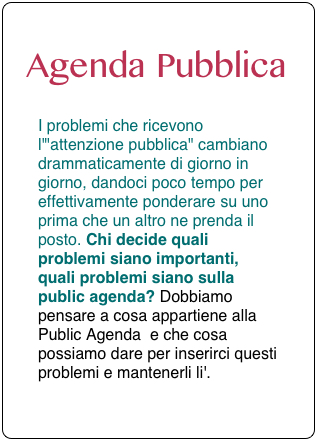 Agenda Pubblica
I problemi che ricevono
l'"attenzione pubblica" cambiano
drammaticamente di giorno in
giorno, dandoci poco tempo per
effettivamente ponderare su uno
prima che un altro ne prenda il
posto. Chi decide quali
problemi siano importanti,
quali problemi siano sulla
public agenda? Dobbiamo
pensare a cosa appartiene alla
Public Agenda  e che cosa
possiamo dare per inserirci questi
problemi e mantenerli li'.